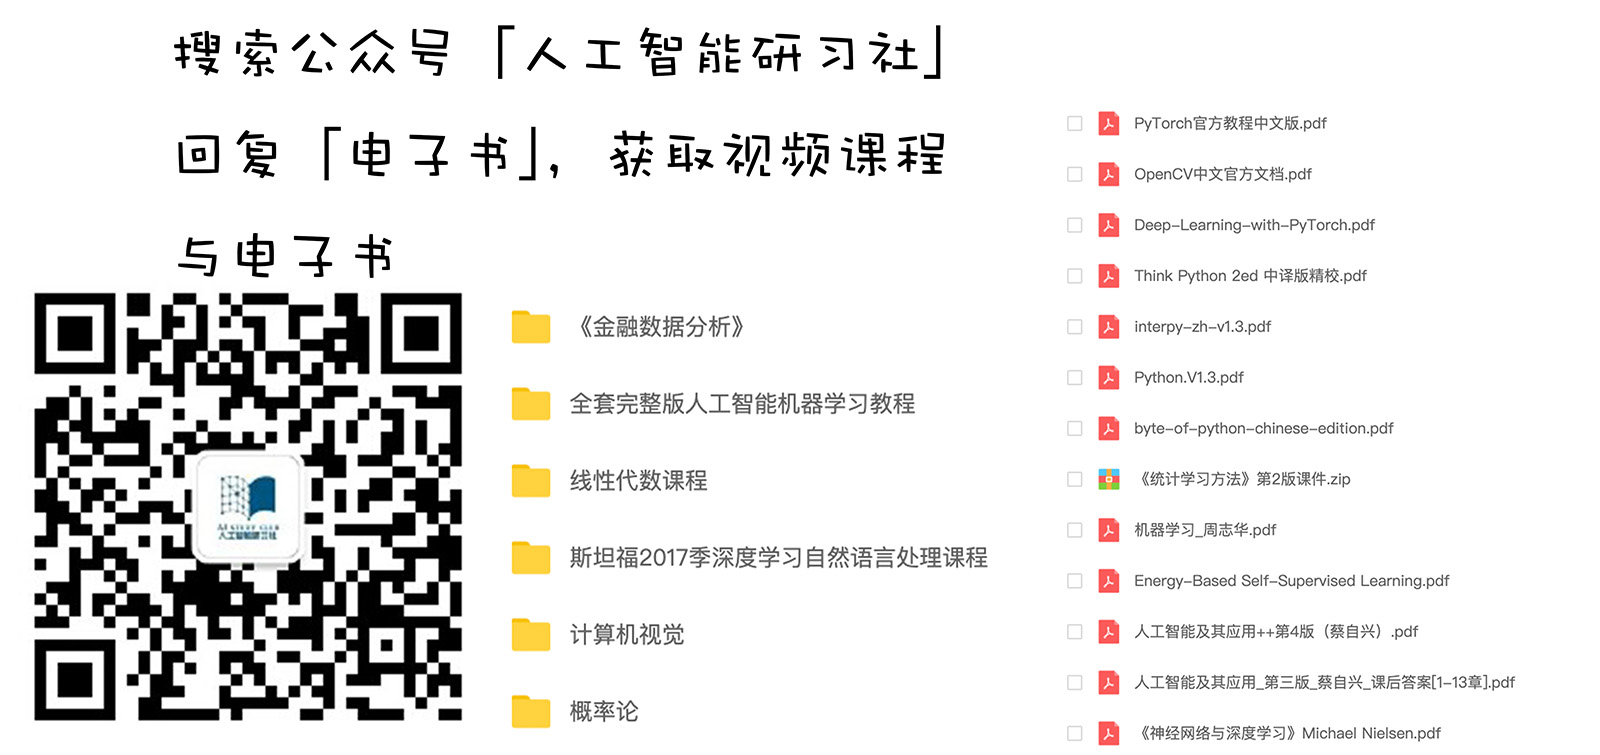 搜索公众号「人工智能研习社」
回复「电子书」，获取视频课程
与电子书
AI STUDY CLUB
人工智能研习社
《金融数据分析》
全套完整版人工智能机器学习教程
线性代数课程
斯坦福2017季深度学习自然语言处理课程
计算机视觉
概率论
PyTorch官方教程中文版.pdf
OpenCV中文官方文档.pdf
Deep-Learning-with-PyTorch.pdf
Think Python 2ed 中译版精校.pdf
interpy-zh-v1.3.pdf
Python.V1.3.pdf
byte-of-python-chinese-edition.pdf
《统计学习方法》第2版课件.zip
机器学习_周志华.pdf
Energy-Based Self-Supervised Learning.pdf
人工智能及其应用++第4版（蔡自兴）.pdf
人工智能及其应用_第三版_蔡自兴_课后答案[1-13章].pdf
《神经网络与深度学习》Michael Nielsen.pdf